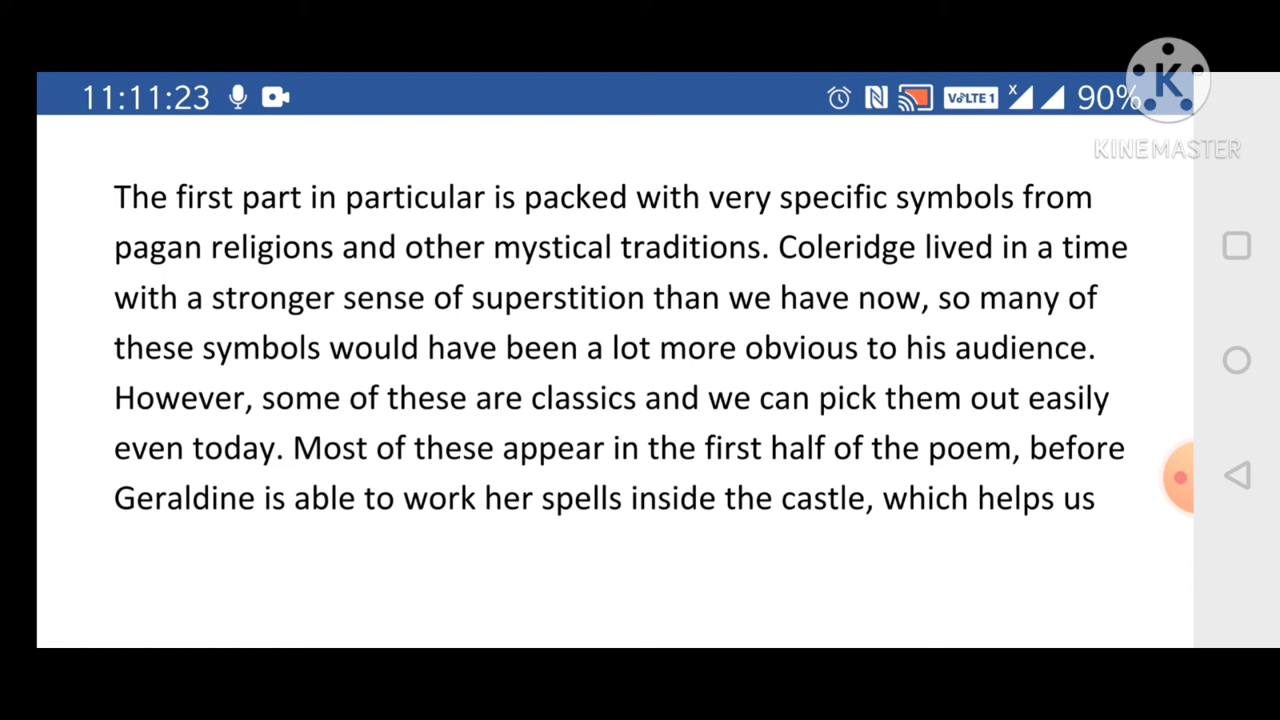 11:11:23 N VoLTE 1 x 90%
K
KINEMASTER
The first part in particular is packed with very specific symbols from
pagan religions and other mystical traditions. Coleridge lived in a time
with a stronger sense of superstition than we have now, so many of
these symbols would have been a lot more obvious to his audience.
However, some of these are classics and we can pick them out easily
even today. Most of these appear in the first half of the poem, before
Geraldine is able to work her spells inside the castle, which helps us